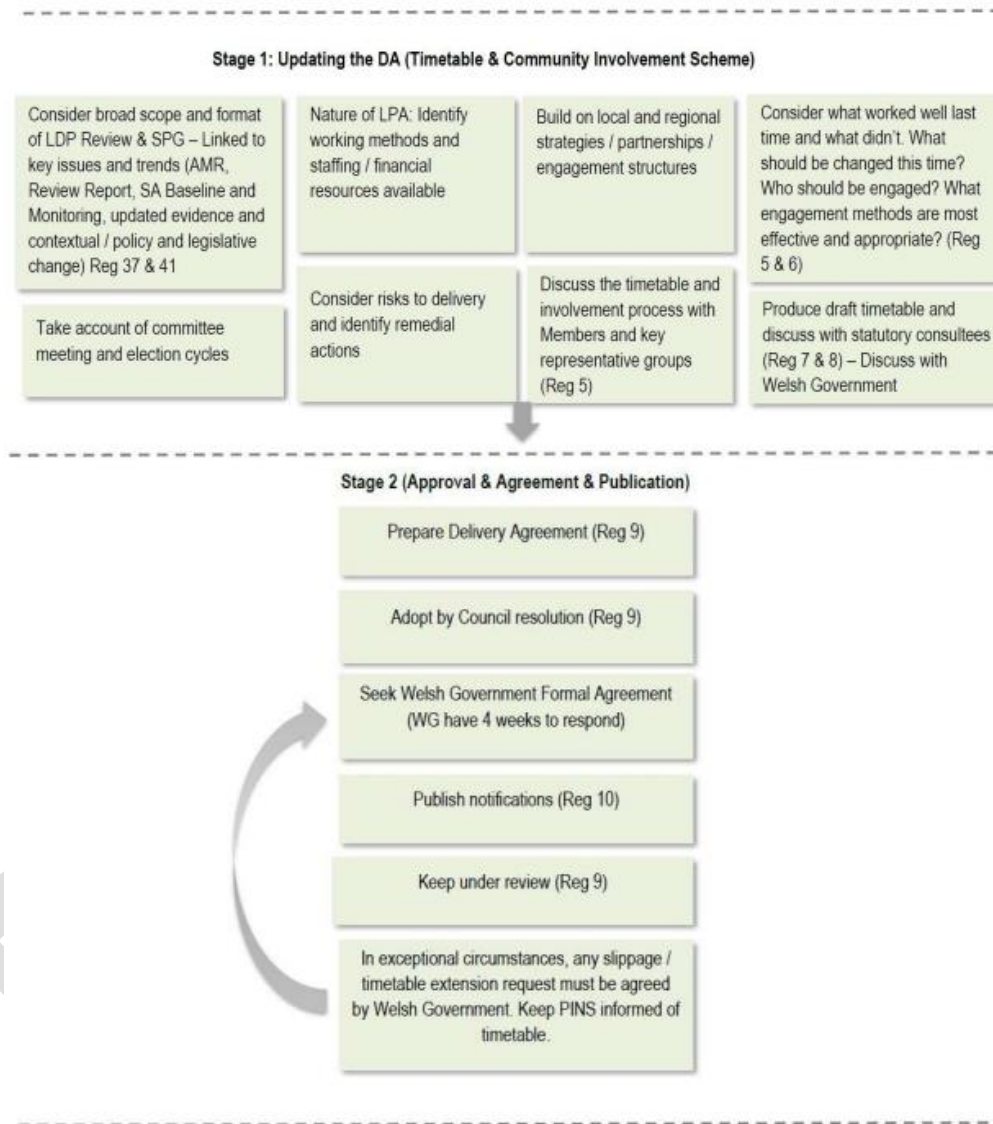 Stage 1: Updating the DA (Timetable & Community Involvement Scheme)
Consider broad scope and format
of LDP Review & SPG – Linked to
key issues and trends (AMR,
Review Report, SA Baseline and
Monitoring, updated evidence and
contextual / policy and legislative
change) Reg 37 & 41
Nature of LPA: Identify
working methods and
staffing / financial
resources available
Build on local and regional
strategies / partnerships /
engagement structures
Consider what worked well last
time and what didn't. What
should be changed this time?
Who should be engaged? What
engagement methods are most
effective and appropriate? (Reg
5 & 6)
Take account of committee
meeting and election cycles
Consider risks to delivery
and identify remedial
actions
Discuss the timetable and
involvement process with
Members and key
representative groups
(Reg 5)
Produce draft timetable and
discuss with statutory consultees
(Reg 7 & 8) – Discuss with
Welsh Government
Stage 2 (Approval & Agreement & Publication)
Prepare Delivery Agreement (Reg 9)
Adopt by Council resolution (Reg 9)
Seek Welsh Government Formal Agreement
(WG have 4 weeks to respond)
Publish notifications (Reg 10)
Keep under review (Reg 9)
In exceptional circumstances, any slippage /
timetable extension request must be agreed
by Welsh Government. Keep PINS informed of
timetable.